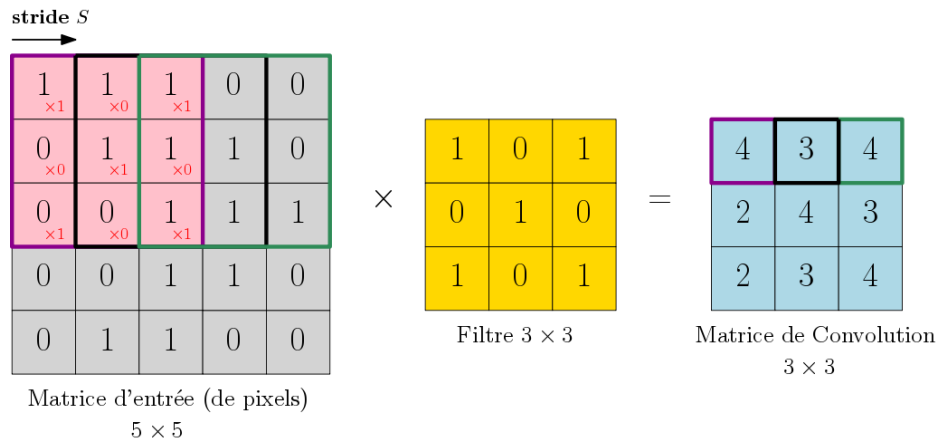 stride S
1 ×1 1 ×0 1 ×1 0 0
0 ×0 1 ×1 1 ×0 1 0
0 ×1 0 ×0 1 ×1 1 1
0 0 1 1 0
0 1 1 0 0
Matrice d'entrée (de pixels)
5 × 5
×
1 0 1
0 1 0
1 0 1
Filtre 3 × 3
=
4 3 4
2 4 3
2 3 4
Matrice de Convolution
3 × 3